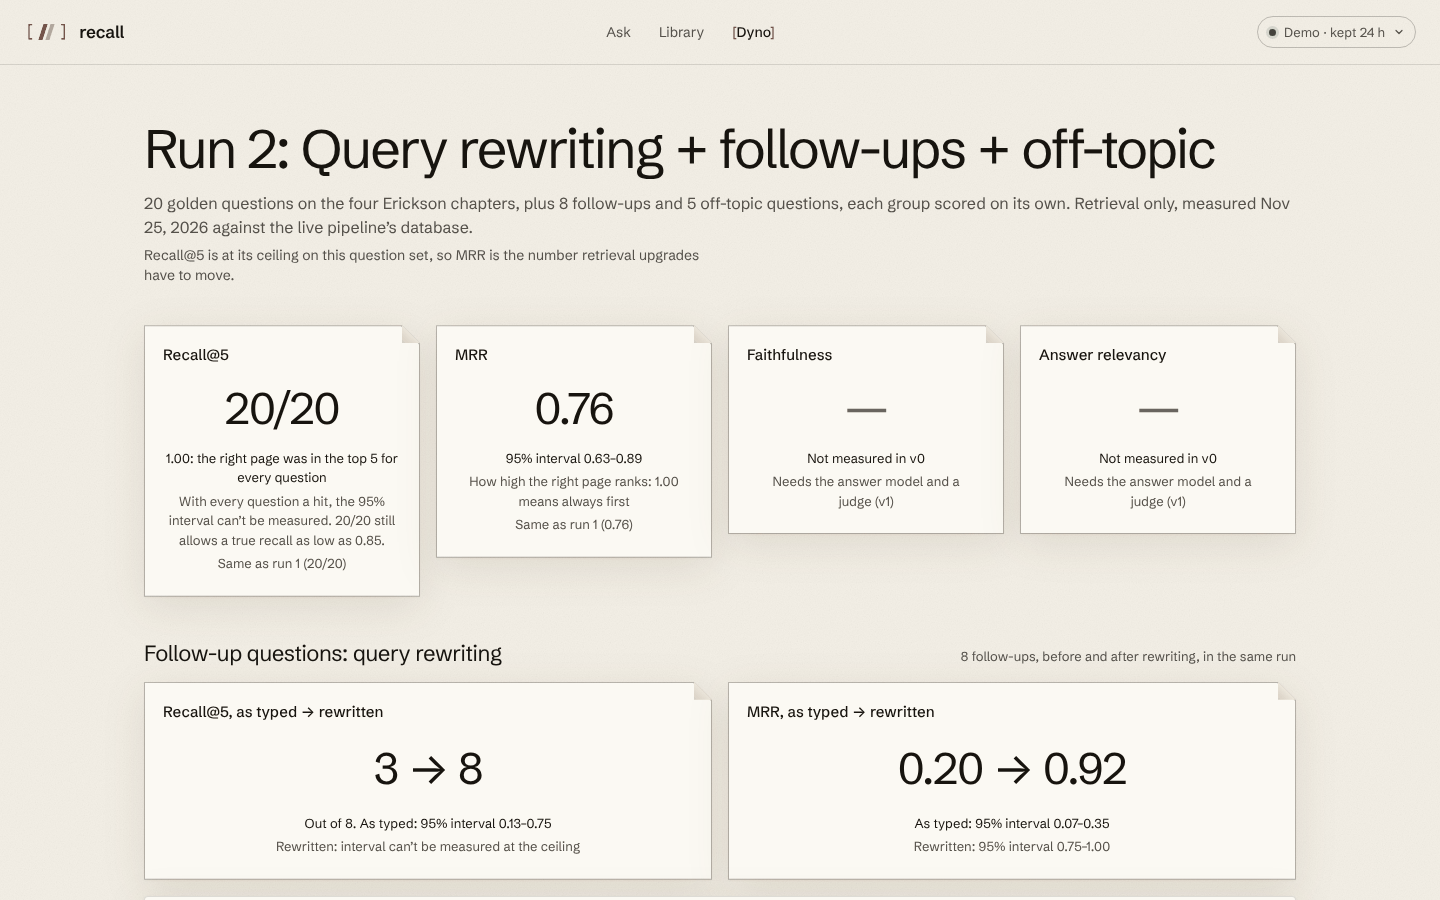 [ // ] recall
Ask
Library
[Dyno]
Demo · kept 24 h
Run 2: Query rewriting + follow-ups + off-topic
20 golden questions on the four Erickson chapters, plus 8 follow-ups and 5 off-topic questions, each group scored on its own. Retrieval only, measured Nov
25, 2026 against the live pipeline’s database.
Recall@5 is at its ceiling on this question set, so MRR is the number retrieval upgrades
have to move.
Recall@5
20/20
1.00: the right page was in the top 5 for
every question
With every question a hit, the 95%
interval can’t be measured. 20/20 still
allows a true recall as low as 0.85.
Same as run 1 (20/20)
MRR
0.76
95% interval 0.63–0.89
How high the right page ranks: 1.00
means always first
Same as run 1 (0.76)
Faithfulness
—
Not measured in v0
Needs the answer model and a
judge (v1)
Answer relevancy
—
Not measured in v0
Needs the answer model and a
judge (v1)
Follow-up questions: query rewriting
8 follow-ups, before and after rewriting, in the same run
Recall@5, as typed → rewritten
3 → 8
Out of 8. As typed: 95% interval 0.13–0.75
Rewritten: interval can’t be measured at the ceiling
MRR, as typed → rewritten
0.20 → 0.92
As typed: 95% interval 0.07–0.35
Rewritten: 95% interval 0.75–1.00